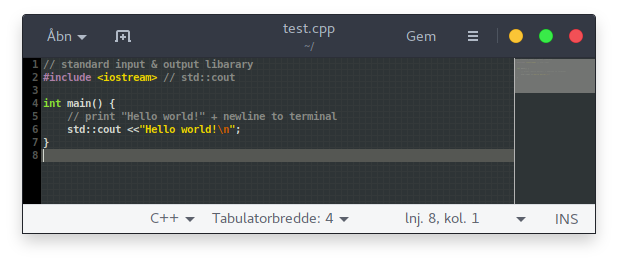 Åbn
test.cpp
~/
Gem
1 // standard input & output libarary
2 #include <iostream> // std::cout
3
4 int main() {
5     // print "Hello world!" + newline to terminal
6     std::cout <<"Hello world!\n";
7 }
8
C++ Tabulatorbredde: 4 lnj. 8, kol. 1 INS